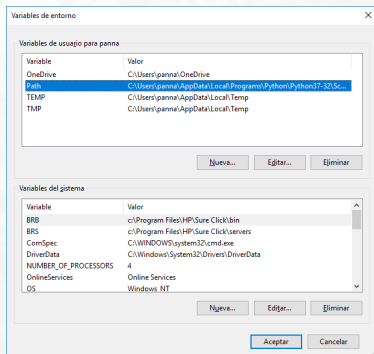 Variables de entorno
Variables de usuario para panna
Variable Valor
OneDrive C:\Users\panna\OneDrive
Path C:\Users\panna\AppData\Local\Programs\Python\Python37-32\Sc...
TEMP C:\Users\panna\AppData\Local\Temp
TMP C:\Users\panna\AppData\Local\Temp
Nueva... Editar... Eliminar
Variables del sistema
Variable Valor
BRB c:\Program Files\HP\Sure Click\bin
BRS c:\Program Files\HP\Sure Click\servers
ComSpec C:\WINDOWS\system32\cmd.exe
DriverData C:\Windows\System32\Drivers\DriverData
NUMBER_OF_PROCESSORS 4
OnlineServices Online Services
OS Windows_NT
Nueva... Editar... Eliminar
Aceptar Cancelar